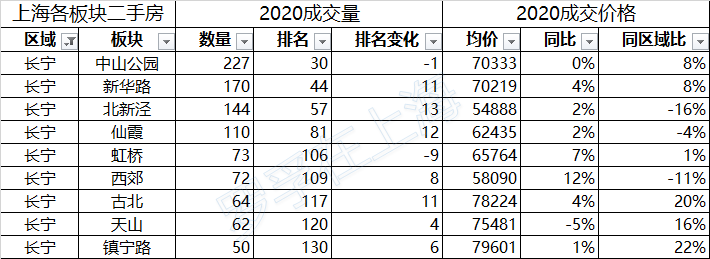 上海各板块二手房 2020成交量 2020成交价格
区域 板块 数量 排名 排名变化 均价 同比 同区域比
长宁 中山公园 227 30 -1 70333 0% 8%
长宁 新华路 170 44 11 70219 4% 8%
长宁 北新泾 144 57 13 54888 2% -16%
长宁 仙霞 110 81 12 62435 2% -4%
长宁 虹桥 73 106 -9 65764 7% 1%
长宁 西郊 72 109 8 58090 12% -11%
长宁 古北 64 117 11 78224 4% 20%
长宁 天山 62 120 4 75481 -5% 16%
长宁 镇宁路 50 130 6 79601 1% 22%